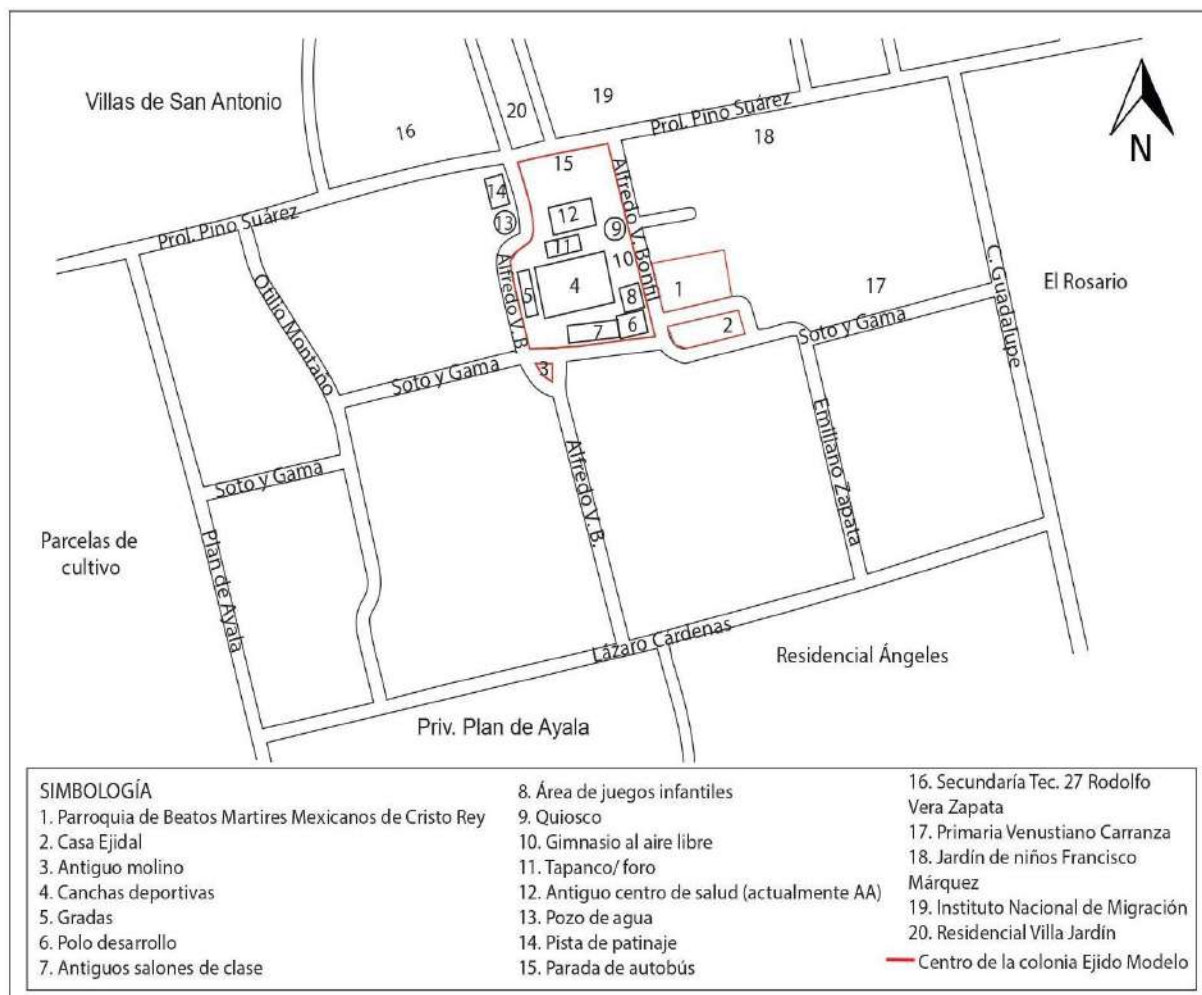 Villas de San Antonio
16
20
19
Prol. Pino Suárez
18
N
15
14
13
12
11
9
10
Prol. Pino Suárez
Alfredo V. Bonfil
Otilio Montaño
Alfredo V. B
5
4
8
1
17
C. Guadalupe
El Rosario
7
6
2
Soto y Gama
3
Soto y Gama
Emiliano Zapata
Alfredo V. B.
Soto y Gama
Parcelas de
cultivo
Plan de Ayala
Lázaro Cárdenas
Residencial Ángeles
Priv. Plan de Ayala
SIMBOLOGÍA
1. Parroquia de Beatos Martires Mexicanos de Cristo Rey
2. Casa Ejidal
3. Antiguo molino
4. Canchas deportivas
5. Gradas
6. Polo desarrollo
7. Antiguos salones de clase
8. Área de juegos infantiles
9. Quiosco
10. Gimnasio al aire libre
11. Tapanco/ foro
12. Antiguo centro de salud (actualmente AA)
13. Pozo de agua
14. Pista de patinaje
15. Parada de autobús
16. Secundaría Tec. 27 Rodolfo
Vera Zapata
17. Primaria Venustiano Carranza
18. Jardín de niños Francisco
Márquez
19. Instituto Nacional de Migración
20. Residencial Villa Jardín
Centro de la colonia Ejido Modelo